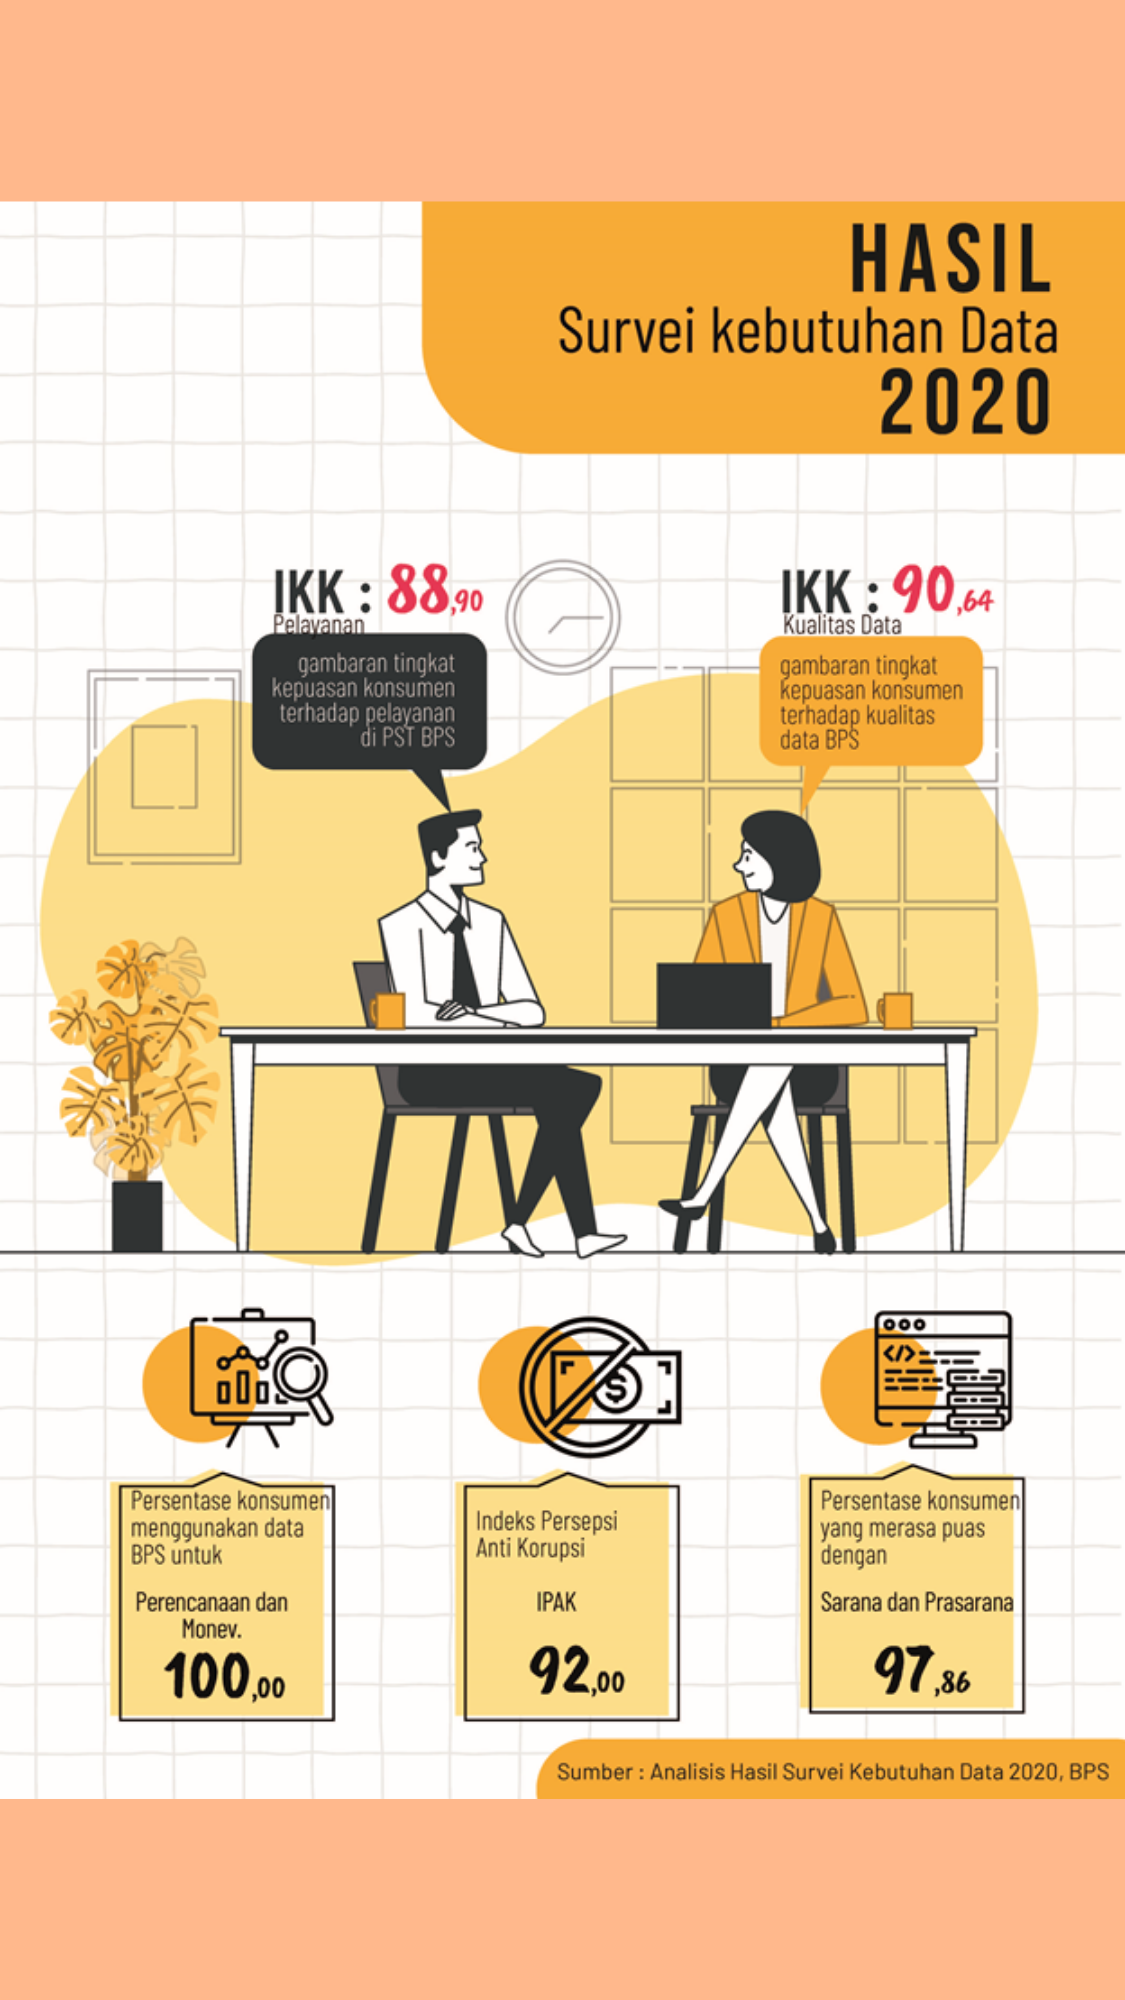 HASIL
Survei kebutuhan Data
2020
IKK : 88,90
Pelayanan
gambaran tingkat
kepuasan konsumen
terhadap pelayanan
di PST BPS
IKK : 90,64
Kualitas Data
gambaran tingkat
kepuasan konsumen
terhadap kualitas
data BPS
Persentase konsumen
menggunakan data
BPS untuk
Perencanaan dan
Monev.
100,00
Indeks Persepsi
Anti Korupsi
IPAK
92,00
Persentase konsumen
yang merasa puas
dengan
Sarana dan Prasarana
97,86
Sumber : Analisis Hasil Survei Kebutuhan Data 2020, BPS